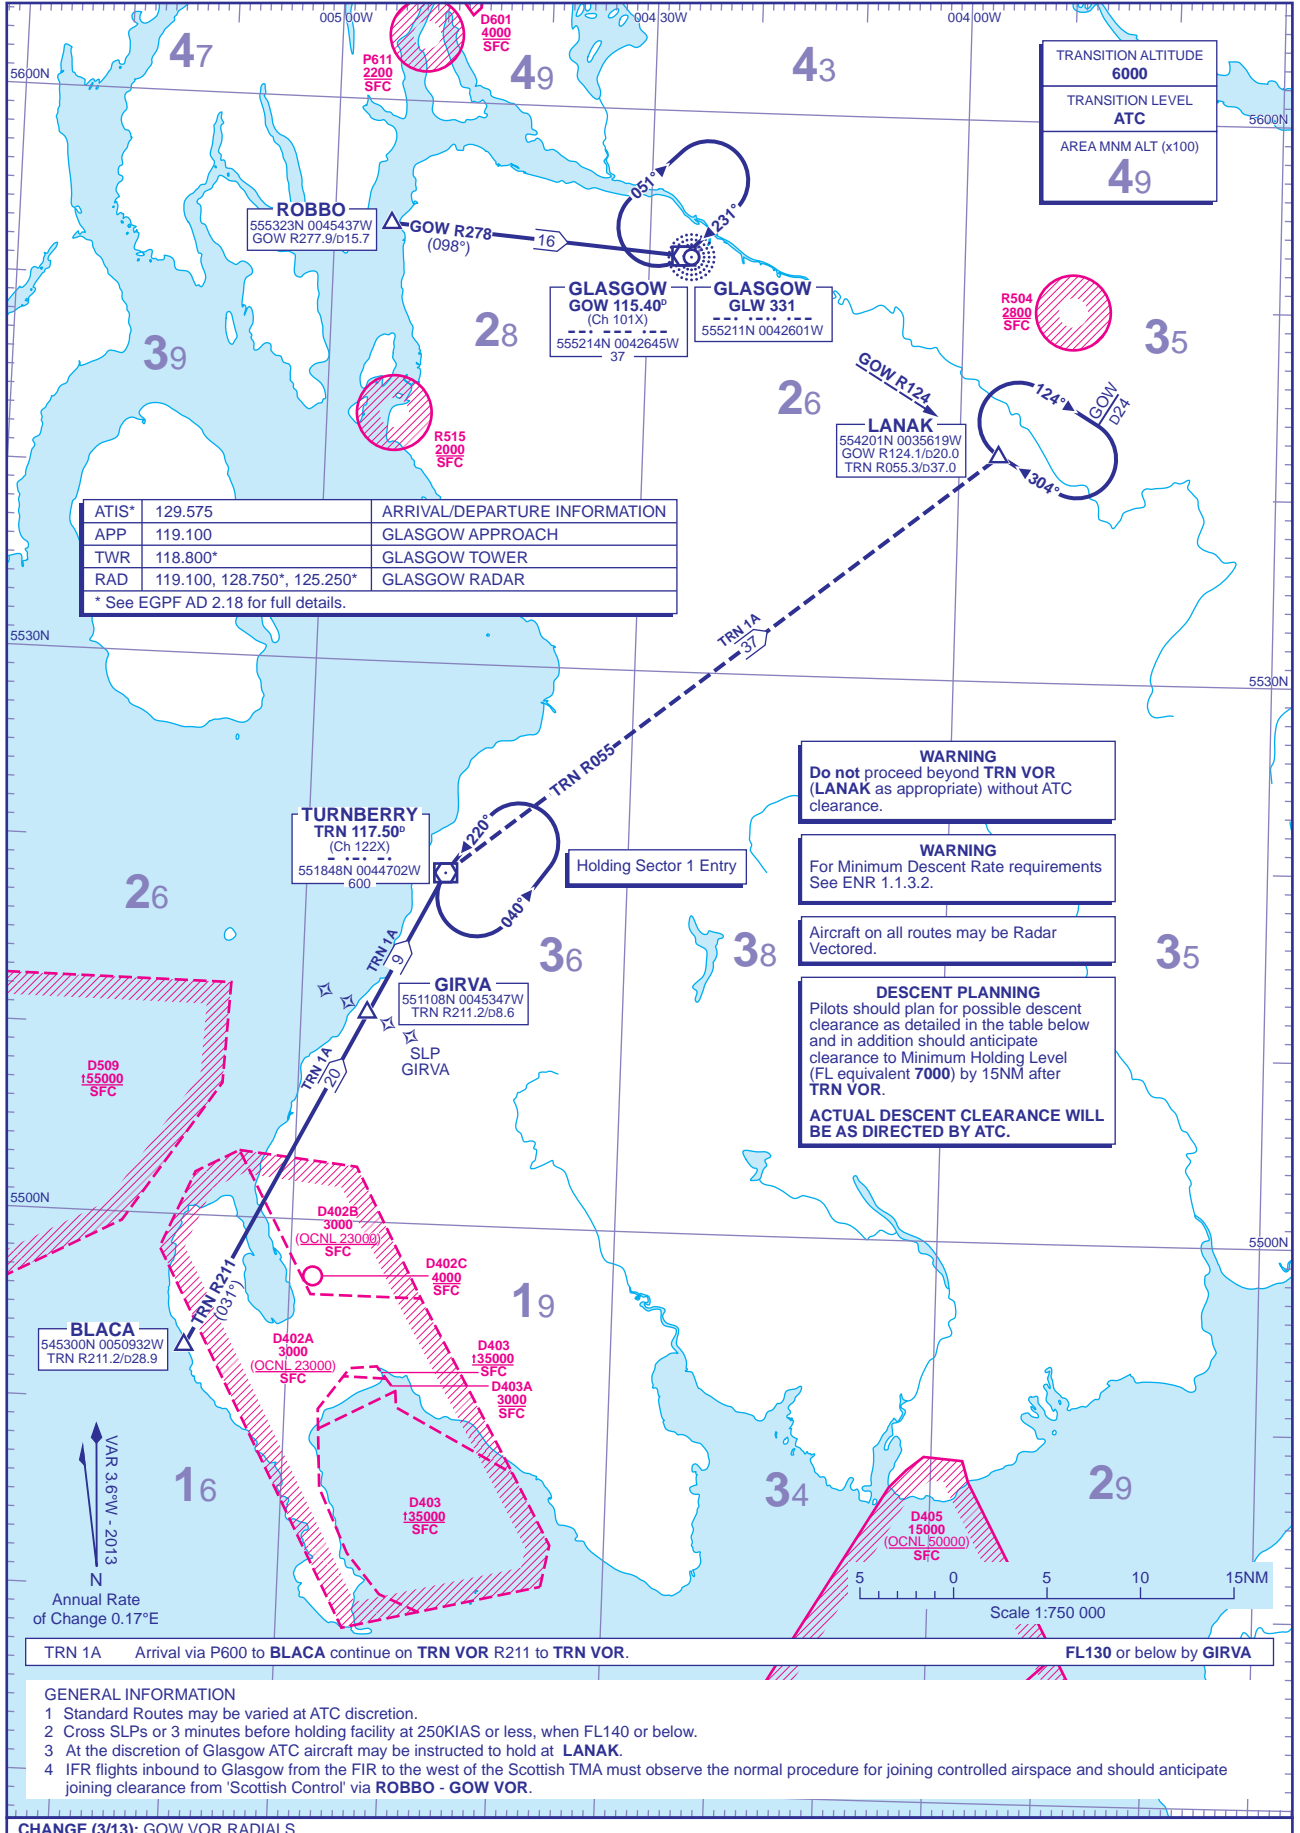 005 00W
004 30W
004 00W
D601
4000
SFC
P611
2200
SFC
47
49
43
5600N
5600N
TRANSITION ALTITUDE
6000
TRANSITION LEVEL
ATC
AREA MNM ALT (x100)
49
ROBBO
555323N 0045437W
GOW R277.9/D15.7
GOW R278
(098°)
16
051°
231°
GLASGOW
GOW 115.40D
(Ch 101X)
555214N 0042645W
37
GLASGOW
GLW 331
555211N 0042601W
R504
2800
SFC
28
39
35
26
GOW R124
LANAK
554201N 0035619W
GOW R124.1/D20.0
TRN R055.3/D37.0
124°
304°
GOW
D24
R515
2000
SFC
ATIS* 129.575 ARRIVAL/DEPARTURE INFORMATION
APP 119.100 GLASGOW APPROACH
TWR 118.800* GLASGOW TOWER
RAD 119.100, 128.750*, 125.250* GLASGOW RADAR
* See EGPF AD 2.18 for full details.
5530N
5530N
TRN 1A
37
TRN R055
TURNBERRY
TRN 117.50D
(Ch 122X)
551848N 0044702W
600
220°
040°
Holding Sector 1 Entry
WARNING
Do not proceed beyond TRN VOR
(LANAK as appropriate) without ATC
clearance.
WARNING
For Minimum Descent Rate requirements
See ENR 1.1.3.2.
Aircraft on all routes may be Radar
Vectored.
DESCENT PLANNING
Pilots should plan for possible descent
clearance as detailed in the table below
and in addition should anticipate
clearance to Minimum Holding Level
(FL equivalent 7000) by 15NM after
TRN VOR.
ACTUAL DESCENT CLEARANCE WILL
BE AS DIRECTED BY ATC.
26
36
38
35
TRN 1A
9
GIRVA
551108N 0045347W
TRN R211.2/D8.6
SLP
GIRVA
TRN 1A
20
D509
†55000
SFC
5500N
5500N
D402B
3000
(OCNL 23000)
SFC
D402C
4000
SFC
TRN R211
(031°)
19
BLACA
545300N 0050932W
TRN R211.2/D28.9
D402A
3000
(OCNL 23000)
SFC
D403
†35000
SFC
D403A
3000
SFC
VAR 3.6°W - 2013
N
Annual Rate
of Change 0.17°E
16
34
29
D403
†35000
SFC
D405
15000
(OCNL 50000)
SFC
5 0 5 10 15NM
Scale 1:750 000
TRN 1A Arrival via P600 to BLACA continue on TRN VOR R211 to TRN VOR. FL130 or below by GIRVA
GENERAL INFORMATION
1 Standard Routes may be varied at ATC discretion.
2 Cross SLPs or 3 minutes before holding facility at 250KIAS or less, when FL140 or below.
3 At the discretion of Glasgow ATC aircraft may be instructed to hold at LANAK.
4 IFR flights inbound to Glasgow from the FIR to the west of the Scottish TMA must observe the normal procedure for joining controlled airspace and should anticipate
joining clearance from 'Scottish Control' via ROBBO - GOW VOR.
CHANGE (3/13): GOW VOR RADIALS